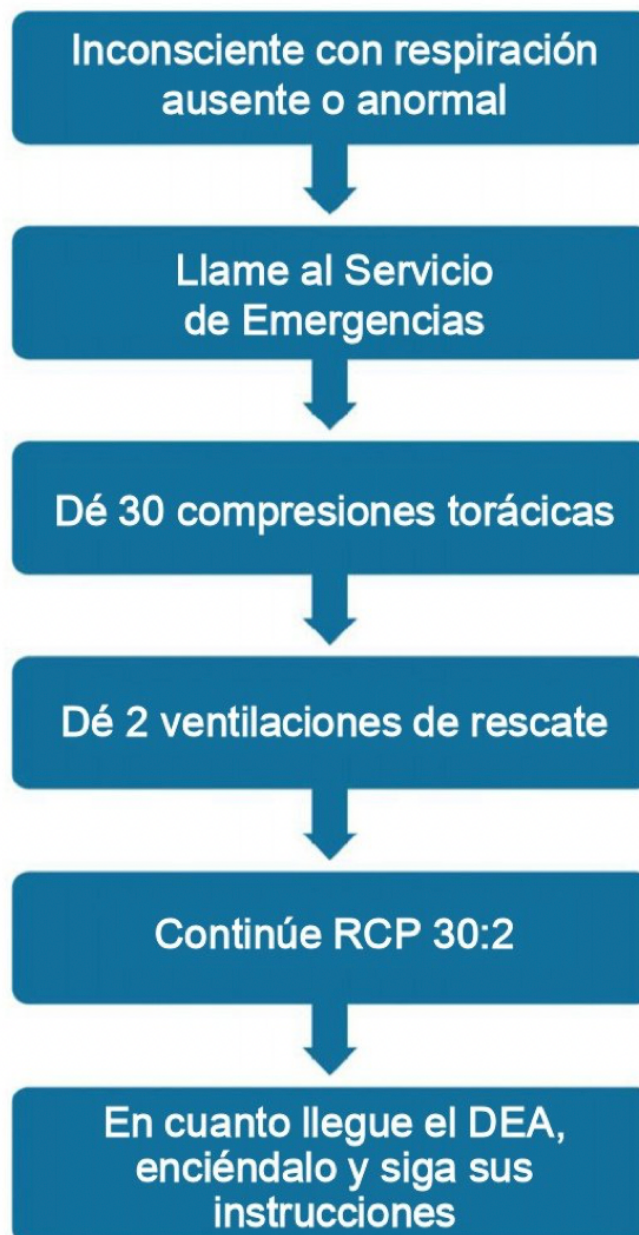 Inconsciente con respiración
ausente o anormal
Llame al Servicio
de Emergencias
Dé 30 compresiones torácicas
Dé 2 ventilaciones de rescate
Continúe RCP 30:2
En cuanto llegue el DEA,
enciéndalo y siga sus
instrucciones